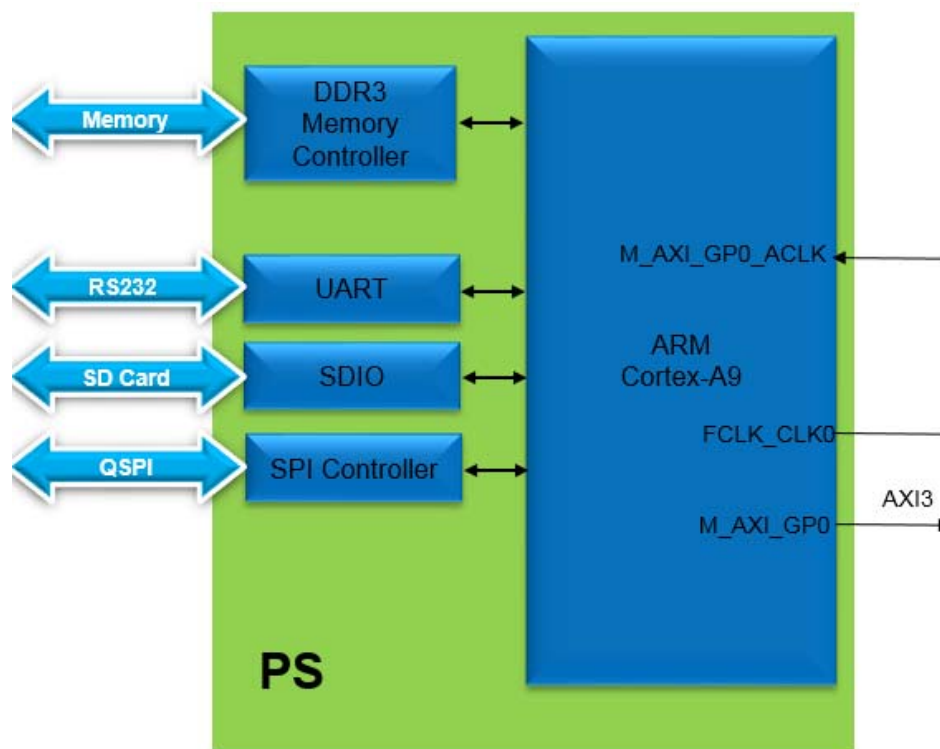 Memory
DDR3
Memory
Controller
RS232
UART
M_AXI_GP0_ACLK
SD Card
SDIO
ARM
Cortex-A9
QSPI
SPI Controller
FCLK_CLK0
AXI3
M_AXI_GP0
PS